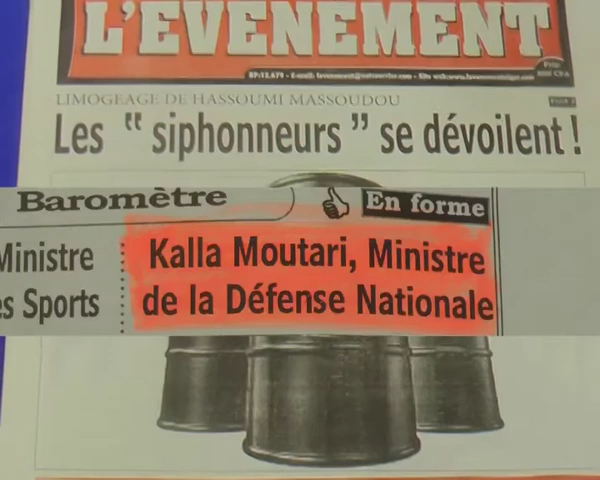 L'EVENEMENT
LIMOGEAGE DE HASSOUMI MASSOUDOU
Les " siphonneurs " se dévoilent !
Baromètre
En forme
Ministre
es Sports
Kalla Moutari, Ministre
de la Défense Nationale